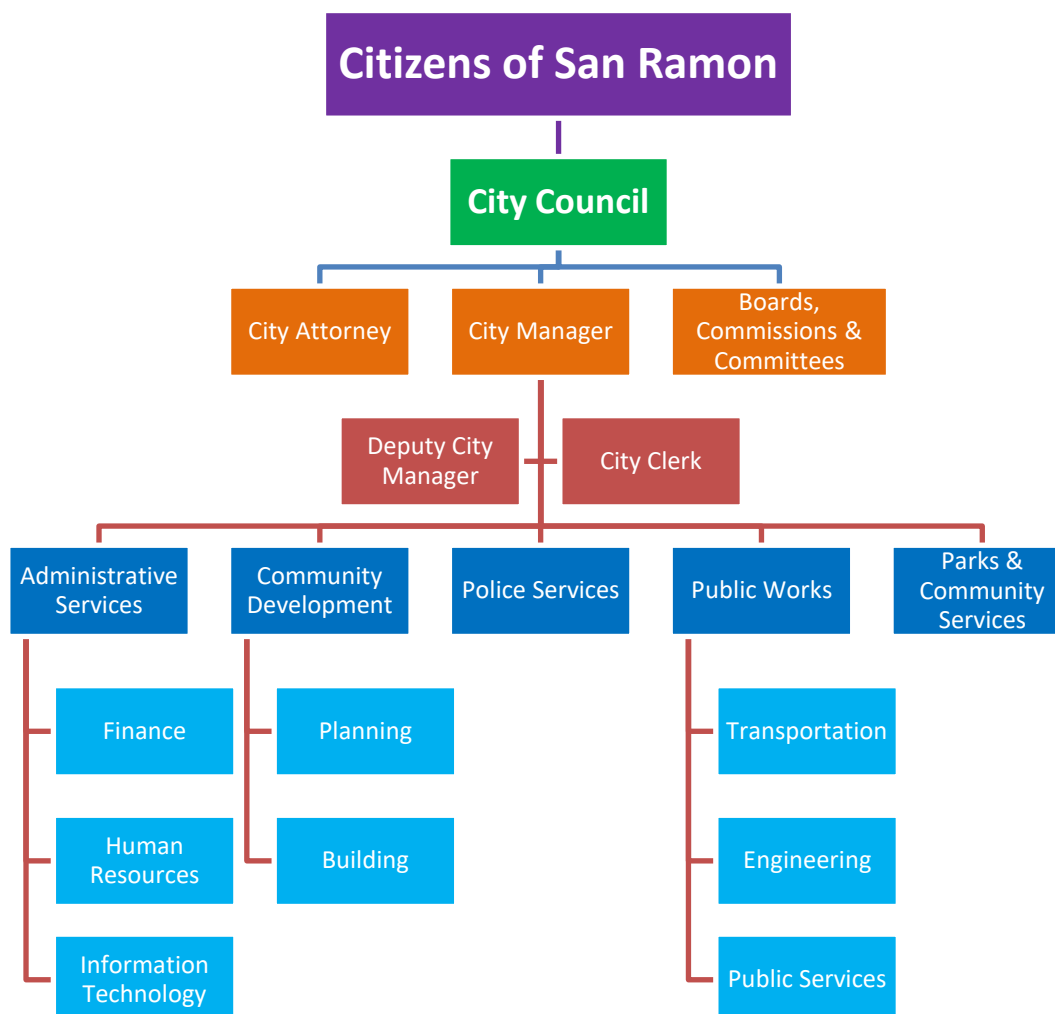 Citizens of San Ramon
City Council
City Attorney
City Manager
Boards,
Commissions &
Committees
Deputy City
Manager
City Clerk
Administrative
Services
Community
Development
Police Services
Public Works
Parks &
Community
Services
Finance
Planning
Transportation
Human
Resources
Building
Engineering
Information
Technology
Public Services